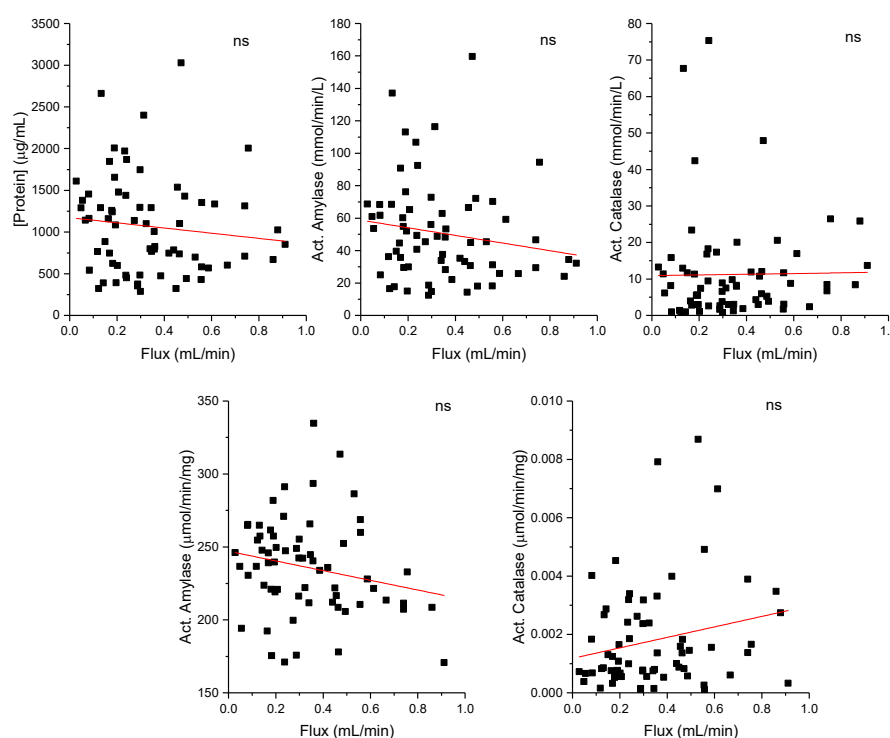 ns
[Protein] (μg/mL)
3500
3000
2500
2000
1500
1000
500
0
0.0 0.2 0.4 0.6 0.8 1.0
Flux (mL/min)
ns
Act. Amylase (mmol/min/L)
180
160
140
120
100
80
60
40
20
0
0.0 0.2 0.4 0.6 0.8 1.0
Flux (mL/min)
ns
Act. Catalase (mmol/min/L)
80
70
60
50
40
30
20
10
0
0.0 0.2 0.4 0.6 0.8 1.0
Flux (mL/min)
ns
Act. Amylase (μmol/min/mg)
350
300
250
200
150
0.0 0.2 0.4 0.6 0.8 1.0
Flux (mL/min)
ns
Act. Catalase (μmol/min/mg)
0.010
0.008
0.006
0.004
0.002
0.000
0.0 0.2 0.4 0.6 0.8 1.0
Flux (mL/min)